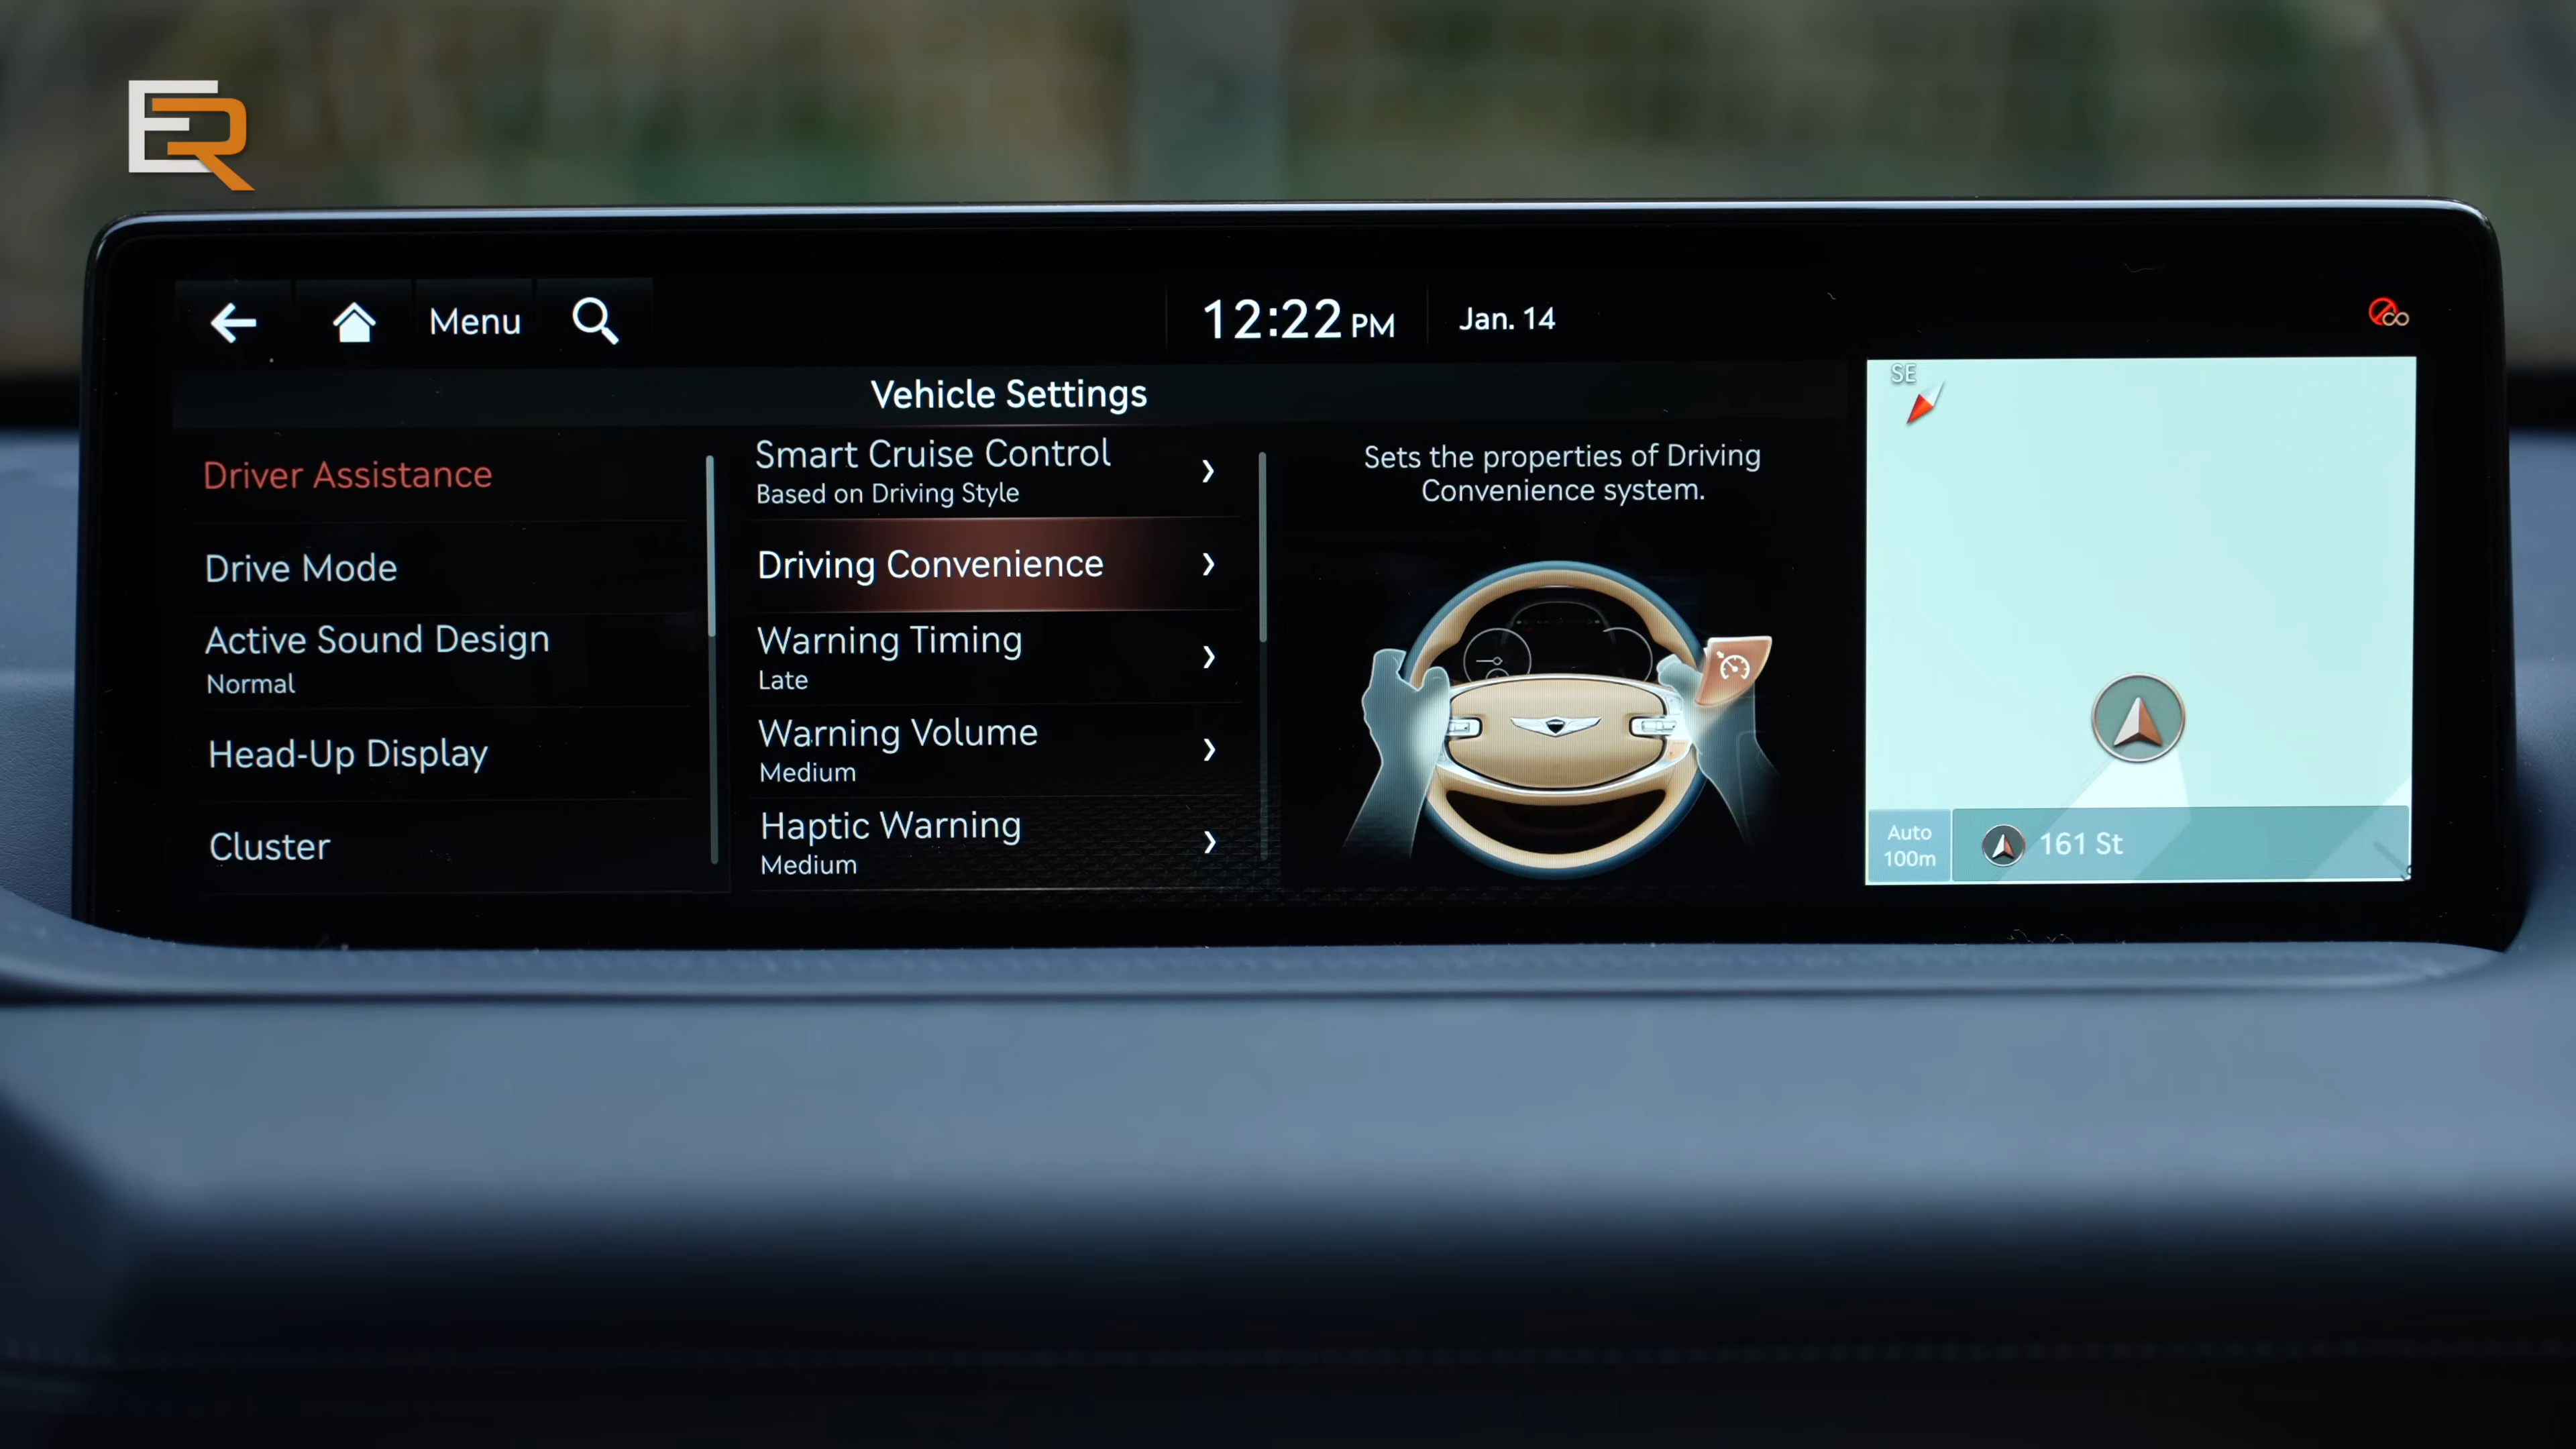 ER
Menu
12:22 PM
Jan. 14
Vehicle Settings
Driver Assistance
Drive Mode
Active Sound Design
Normal
Head-Up Display
Cluster
Smart Cruise Control
Based on Driving Style
Driving Convenience
Warning Timing
Late
Warning Volume
Medium
Haptic Warning
Medium
Sets the properties of Driving
Convenience system.
SE
Auto
100m
161 St